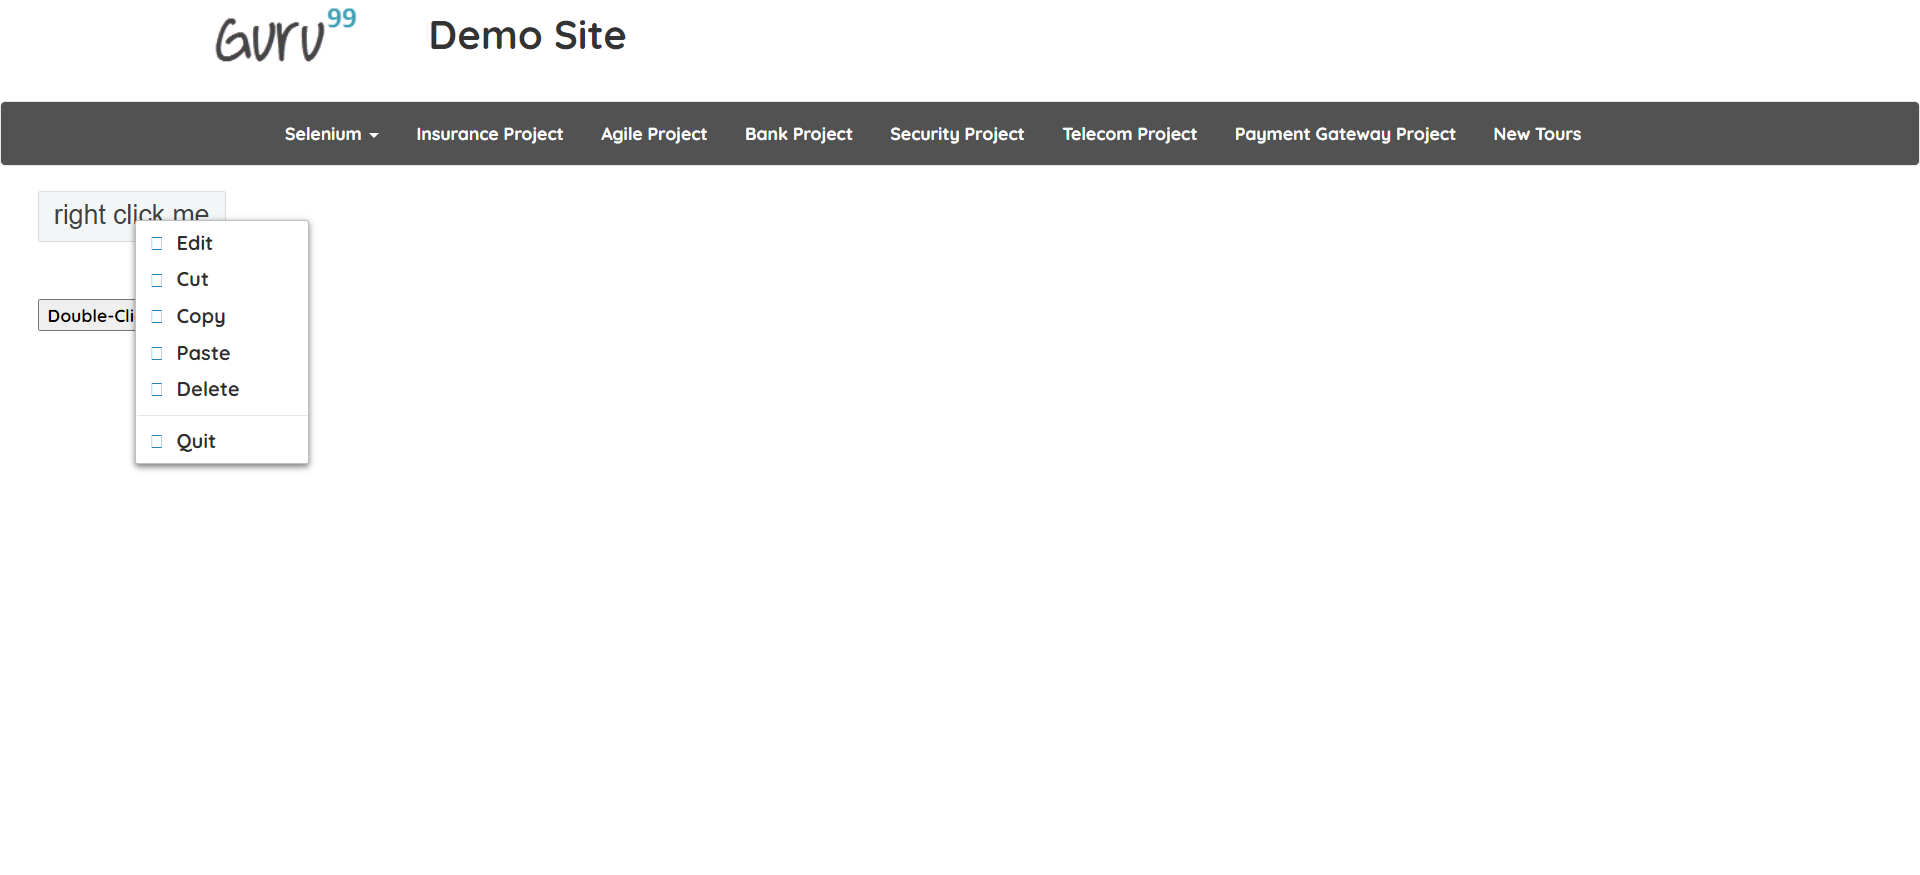 Guru99
Demo Site
Selenium
Insurance Project
Agile Project
Bank Project
Security Project
Telecom Project
Payment Gateway Project
New Tours
right click me
Edit
Cut
Double-Cli
Copy
Paste
Delete
Quit